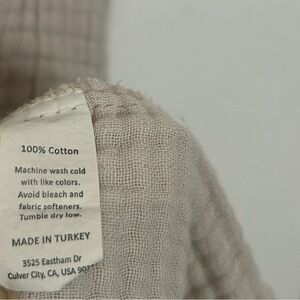 100% Cotton
Machine wash cold
with like colors.
Avoid bleach and
fabric softeners.
Tumble dry low.
MADE IN TURKEY
3525 Eastham Dr
Culver City, CA, USA